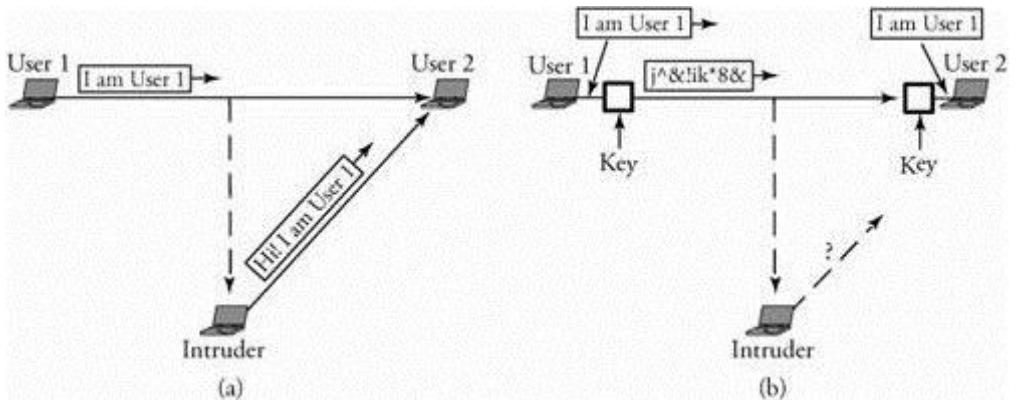 User 1
I am User 1
User 2
Hi! I am User 1
Intruder
(a)
I am User 1
I am User 1
User 1
j^&!ik*8&
User 2
Key
Key
?
Intruder
(b)